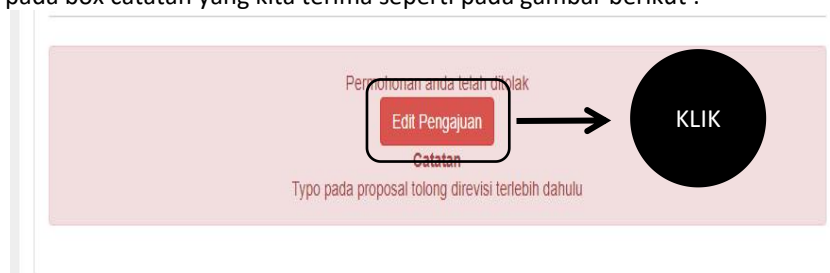 pada box catatan yang kita terima seperti pada gambar berikut :
Permohonan anda telah ditolak
Edit Pengajuan
KLIK
Catatan
Typo pada proposal tolong direvisi terlebih dahulu